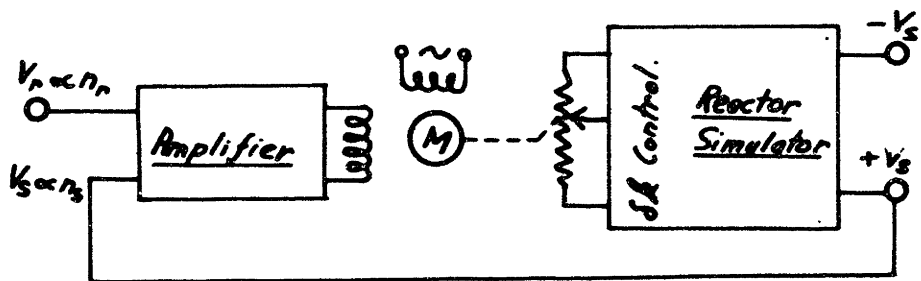 Vr ∝ nr
Vs ∝ ns
Amplifier
~
M
δk Control.
Reactor
Simulator
- Vs
+ Vs